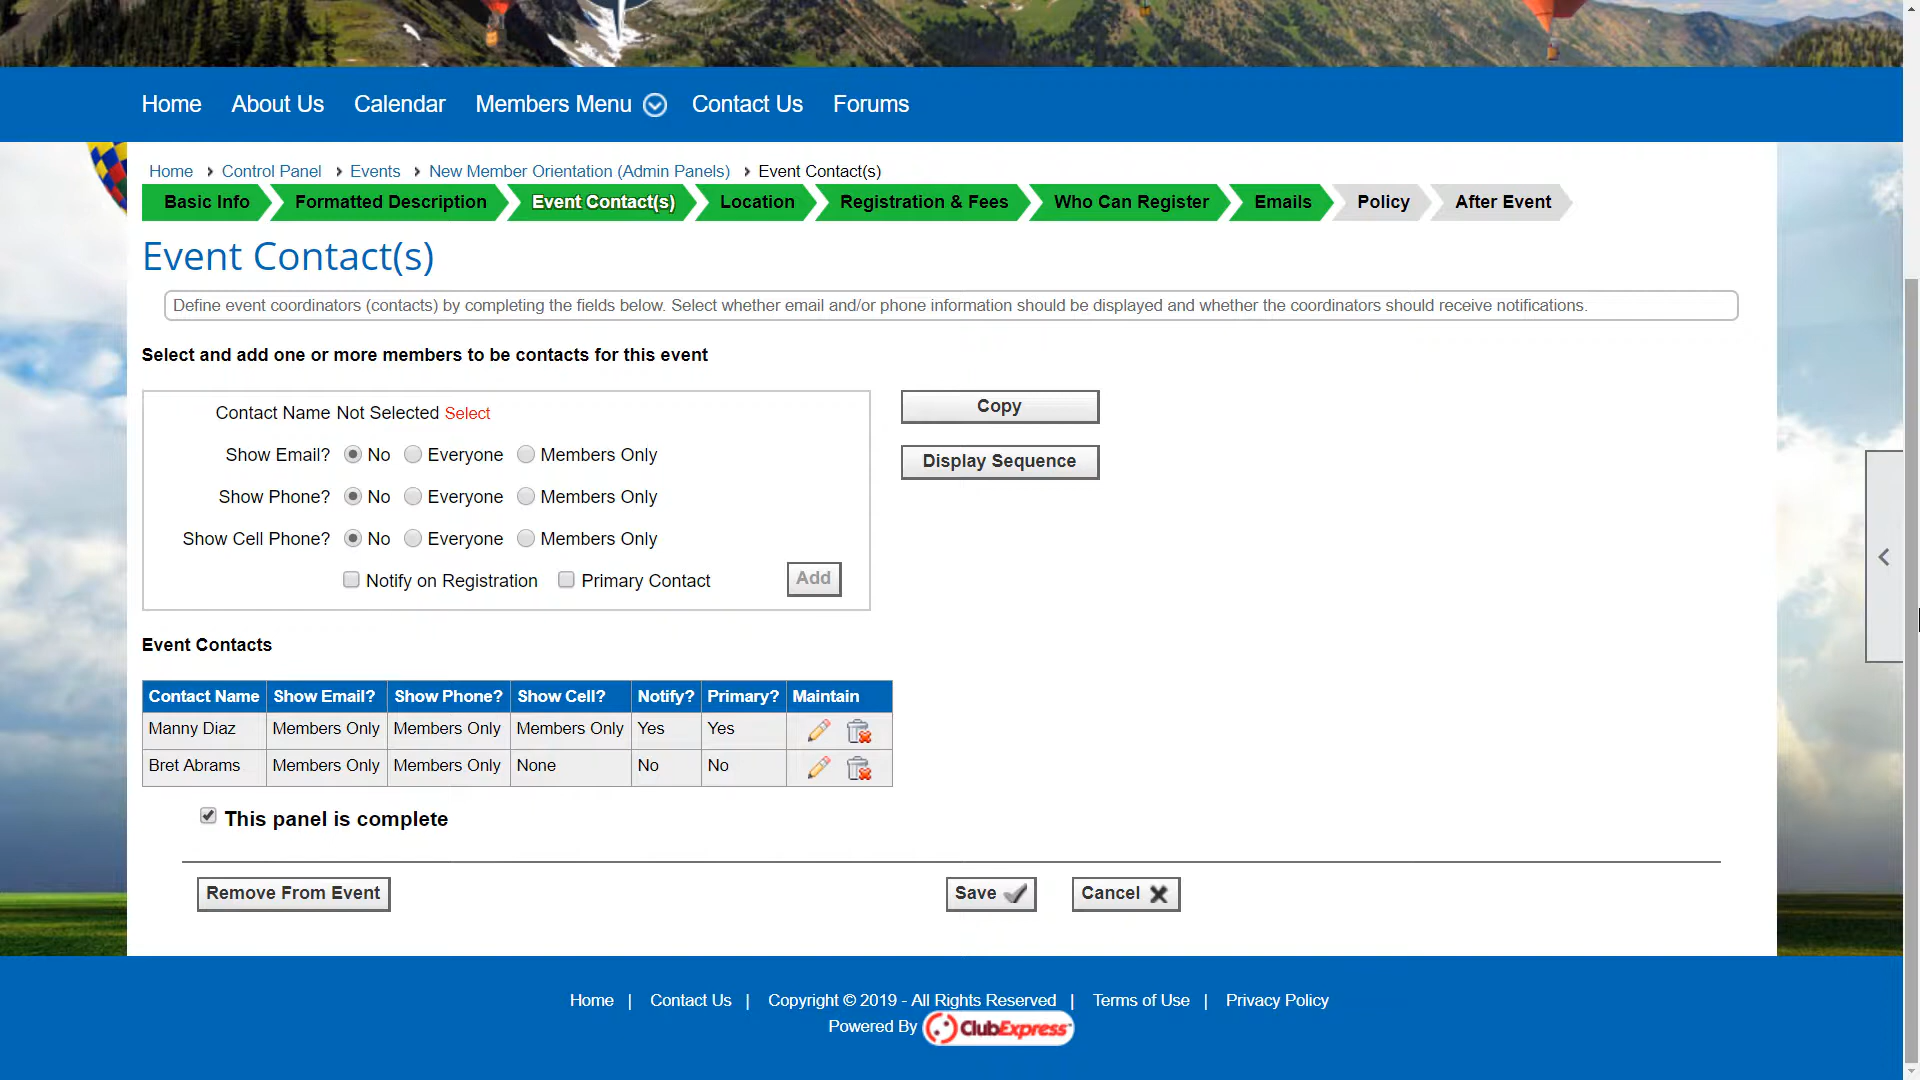 Home About Us Calendar Members Menu Contact Us Forums
Home › Control Panel › Events › New Member Orientation (Admin Panels) › Event Contact(s)
Basic Info Formatted Description Event Contact(s) Location Registration & Fees Who Can Register Emails Policy After Event
Event Contact(s)
Define event coordinators (contacts) by completing the fields below. Select whether email and/or phone information should be displayed and whether the coordinators should receive notifications.
Select and add one or more members to be contacts for this event
Contact Name Not Selected Select
Show Email? No Everyone Members Only
Show Phone? No Everyone Members Only
Show Cell Phone? No Everyone Members Only
Notify on Registration Primary Contact Add
Copy
Display Sequence
Event Contacts
Contact Name Show Email? Show Phone? Show Cell? Notify? Primary? Maintain
Manny Diaz Members Only Members Only Members Only Yes Yes
Bret Abrams Members Only Members Only None No No
This panel is complete
Remove From Event Save Cancel
Home | Contact Us | Copyright © 2019 - All Rights Reserved | Terms of Use | Privacy Policy
Powered By ClubExpress